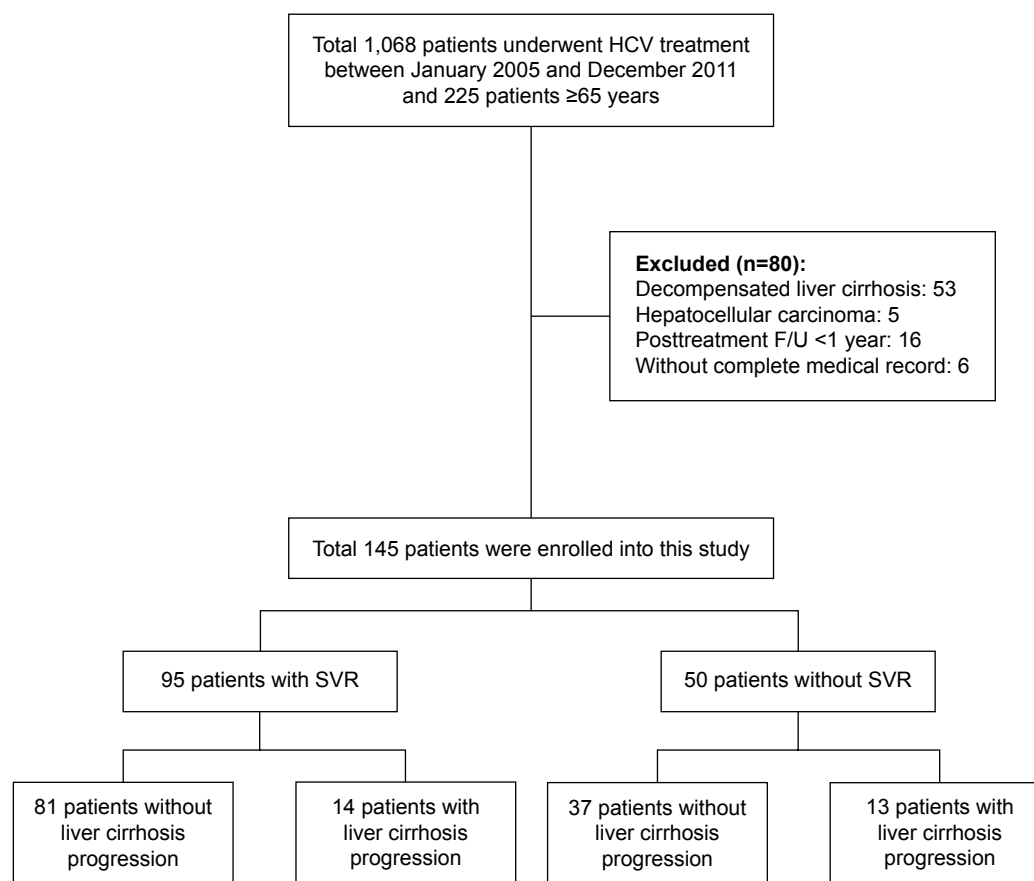 Total 1,068 patients underwent HCV treatment
between January 2005 and December 2011
and 225 patients ≥65 years
Excluded (n=80):
Decompensated liver cirrhosis: 53
Hepatocellular carcinoma: 5
Posttreatment F/U <1 year: 16
Without complete medical record: 6
Total 145 patients were enrolled into this study
95 patients with SVR
50 patients without SVR
81 patients without
liver cirrhosis
progression
14 patients with
liver cirrhosis
progression
37 patients without
liver cirrhosis
progression
13 patients with
liver cirrhosis
progression